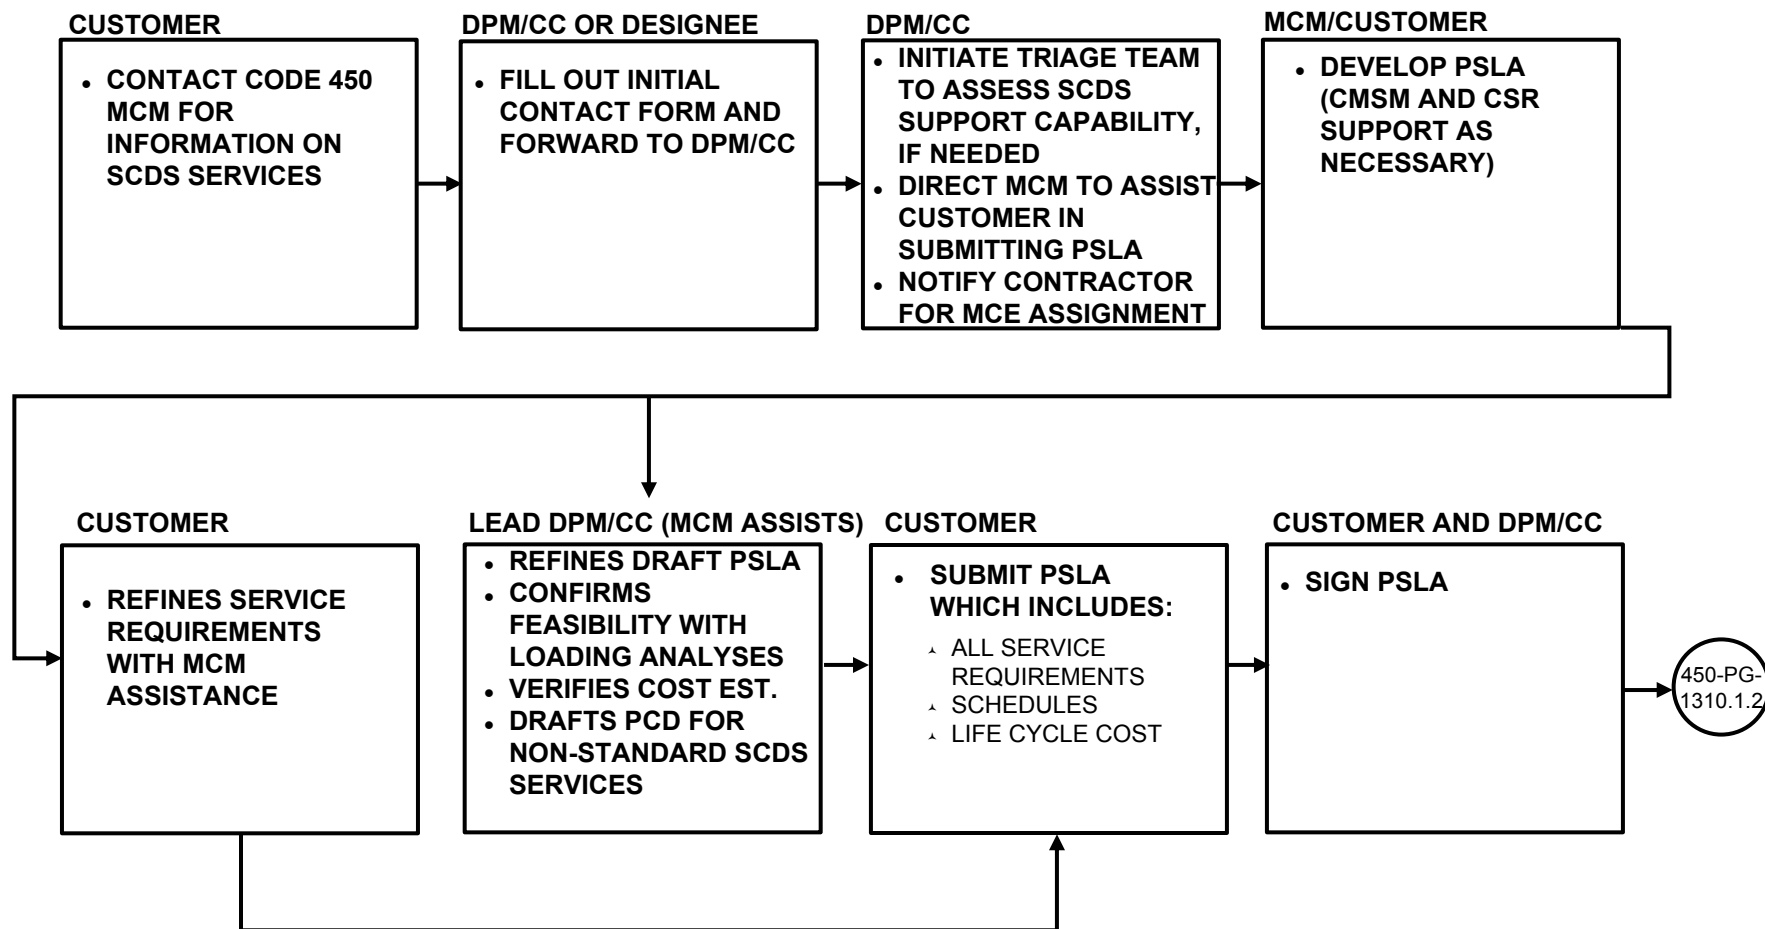 CUSTOMER
• CONTACT CODE 450
MCM FOR
INFORMATION ON
SCDS SERVICES
DPM/CC OR DESIGNEE
• FILL OUT INITIAL
CONTACT FORM AND
FORWARD TO DPM/CC
DPM/CC
• INITIATE TRIAGE TEAM
TO ASSESS SCDS
SUPPORT CAPABILITY,
IF NEEDED
• DIRECT MCM TO ASSIST
CUSTOMER IN
SUBMITTING PSLA
• NOTIFY CONTRACTOR
FOR MCE ASSIGNMENT
MCM/CUSTOMER
• DEVELOP PSLA
(CMSM AND CSR
SUPPORT AS
NECESSARY)
CUSTOMER
• REFINES SERVICE
REQUIREMENTS
WITH MCM
ASSISTANCE
LEAD DPM/CC (MCM ASSISTS)
• REFINES DRAFT PSLA
• CONFIRMS
FEASIBILITY WITH
LOADING ANALYSES
• VERIFIES COST EST.
• DRAFTS PCD FOR
NON-STANDARD SCDS
SERVICES
CUSTOMER
• SUBMIT PSLA
WHICH INCLUDES:
ALL SERVICE
REQUIREMENTS
SCHEDULES
LIFE CYCLE COST
CUSTOMER AND DPM/CC
• SIGN PSLA
450-PG-
1310.1.2